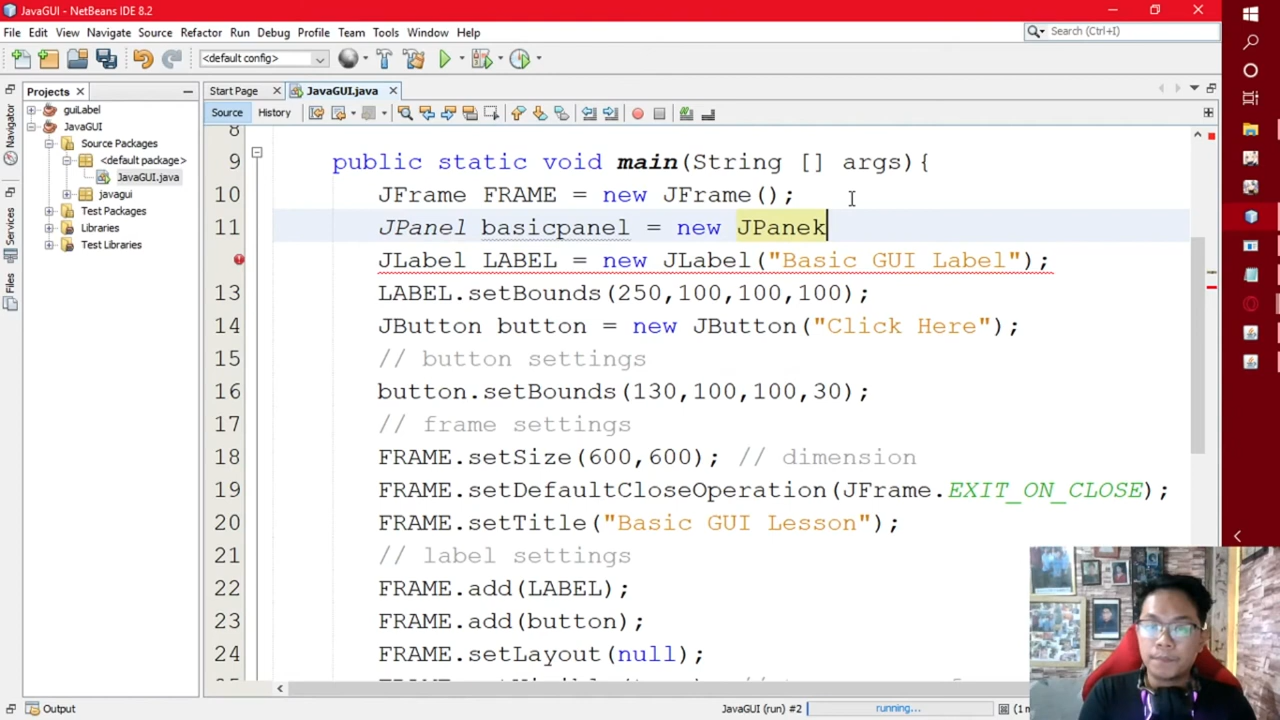 JavaGUI - NetBeans IDE 8.2
File Edit View Navigate Source Refactor Run Debug Profile Team Tools Window Help
Search (Ctrl+I)
<default config>
Projects
Start Page
JavaGUI.java
Source
History
Navigator
Services
Files
guiLabel
JavaGUI
Source Packages
<default package>
JavaGUI.java
javagui
Test Packages
Libraries
Test Libraries
8
9 public static void main(String [] args){
10 JFrame FRAME = new JFrame();
11 JPanel basicpanel = new JPanek
JLabel LABEL = new JLabel("Basic GUI Label");
13 LABEL.setBounds(250,100,100,100);
14 JButton button = new JButton("Click Here");
15 // button settings
16 button.setBounds(130,100,100,30);
17 // frame settings
18 FRAME.setSize(600,600); // dimension
19 FRAME.setDefaultCloseOperation(JFrame.EXIT_ON_CLOSE);
20 FRAME.setTitle("Basic GUI Lesson");
21 // label settings
22 FRAME.add(LABEL);
23 FRAME.add(button);
24 FRAME.setLayout(null);
Output
JavaGUI (run) #2 running... (1 m